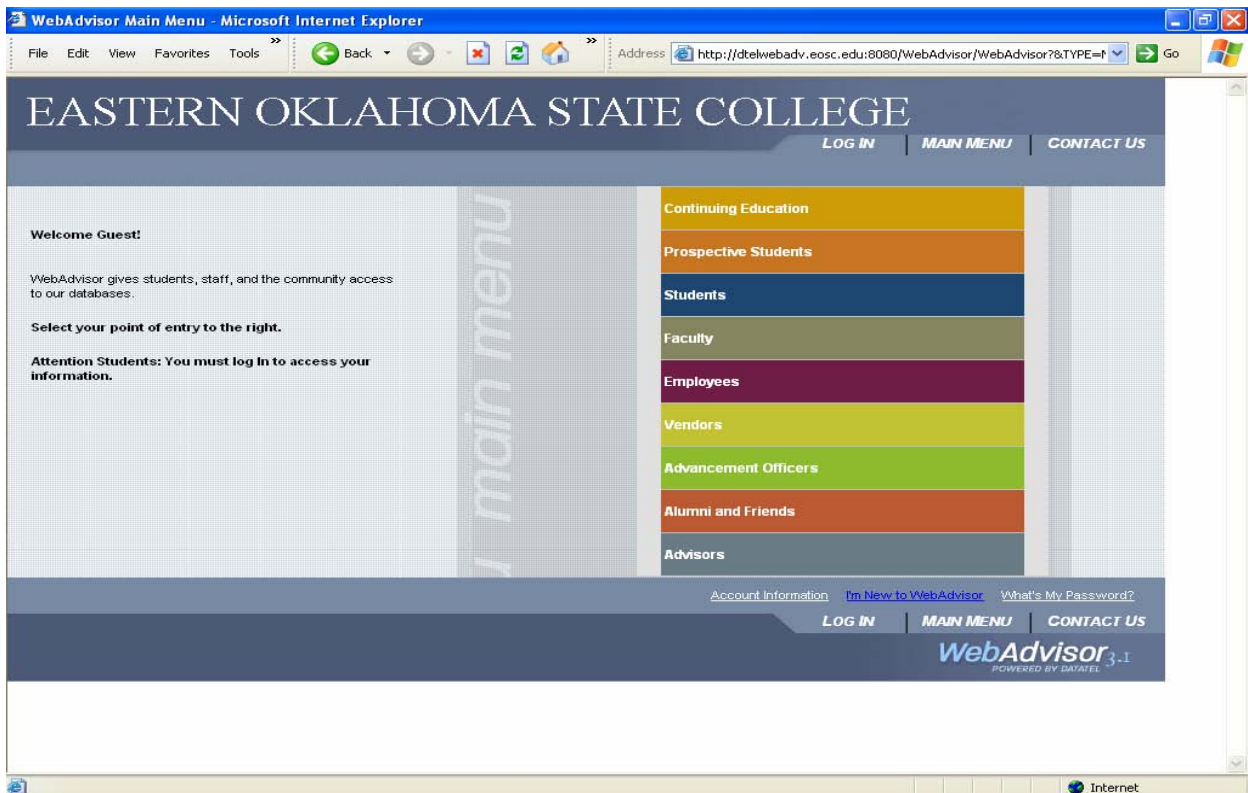 WebAdvisor Main Menu - Microsoft Internet Explorer
File Edit View Favorites Tools » Back » Address http://dtelwebadv.eosc.edu:8080/WebAdvisor/WebAdvisor?&TYPE=M Go
EASTERN OKLAHOMA STATE COLLEGE
LOG IN MAIN MENU CONTACT US
Welcome Guest!
WebAdvisor gives students, staff, and the community access
to our databases.
Select your point of entry to the right.
Attention Students: You must log In to access your
information.
main menu
Continuing Education
Prospective Students
Students
Faculty
Employees
Vendors
Advancement Officers
Alumni and Friends
Advisors
Account Information I'm New to WebAdvisor What's My Password?
LOG IN MAIN MENU CONTACT US
WebAdvisor 3.1
POWERED BY DATATEL
Internet